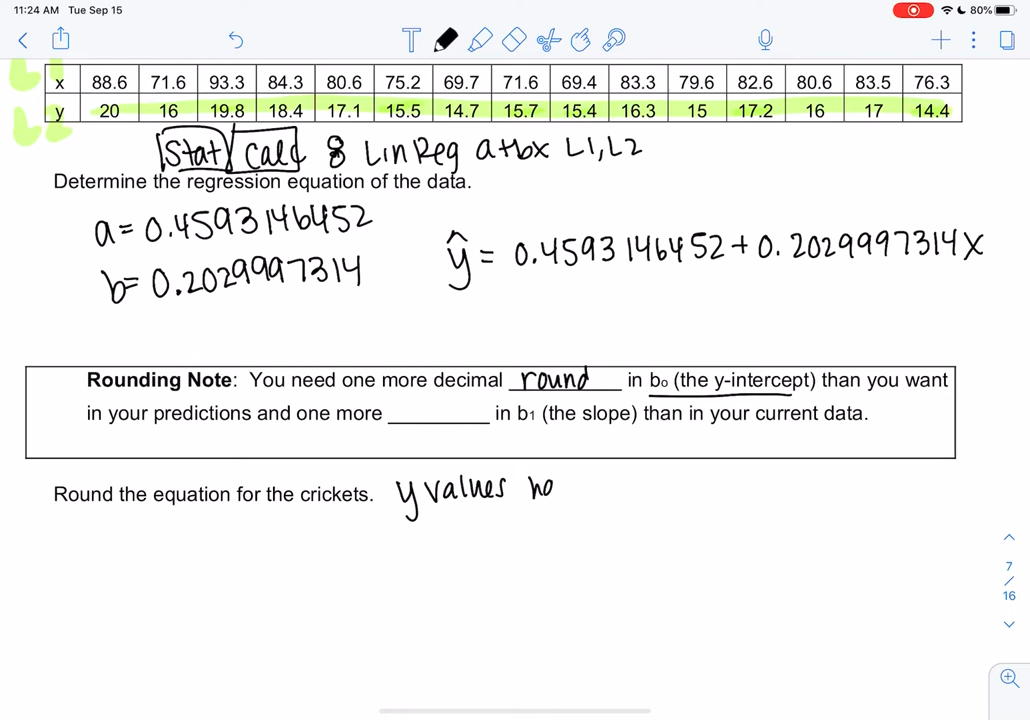 11:24 AM Tue Sep 15 80%
T
L1 x 88.6 71.6 93.3 84.3 80.6 75.2 69.7 71.6 69.4 83.3 79.6 82.6 80.6 83.5 76.3
L2 y 20 16 19.8 18.4 17.1 15.5 14.7 15.7 15.4 16.3 15 17.2 16 17 14.4
Stat Calc 8 LinReg a+bx L1, L2
Determine the regression equation of the data.
a = 0.4593146452
b = 0.2029997314
ŷ = 0.4593146452 + 0.2029997314x
Rounding Note: You need one more decimal round in b₀ (the y-intercept) than you want
in your predictions and one more ________ in b₁ (the slope) than in your current data.
Round the equation for the crickets. y values ho
7
/
16